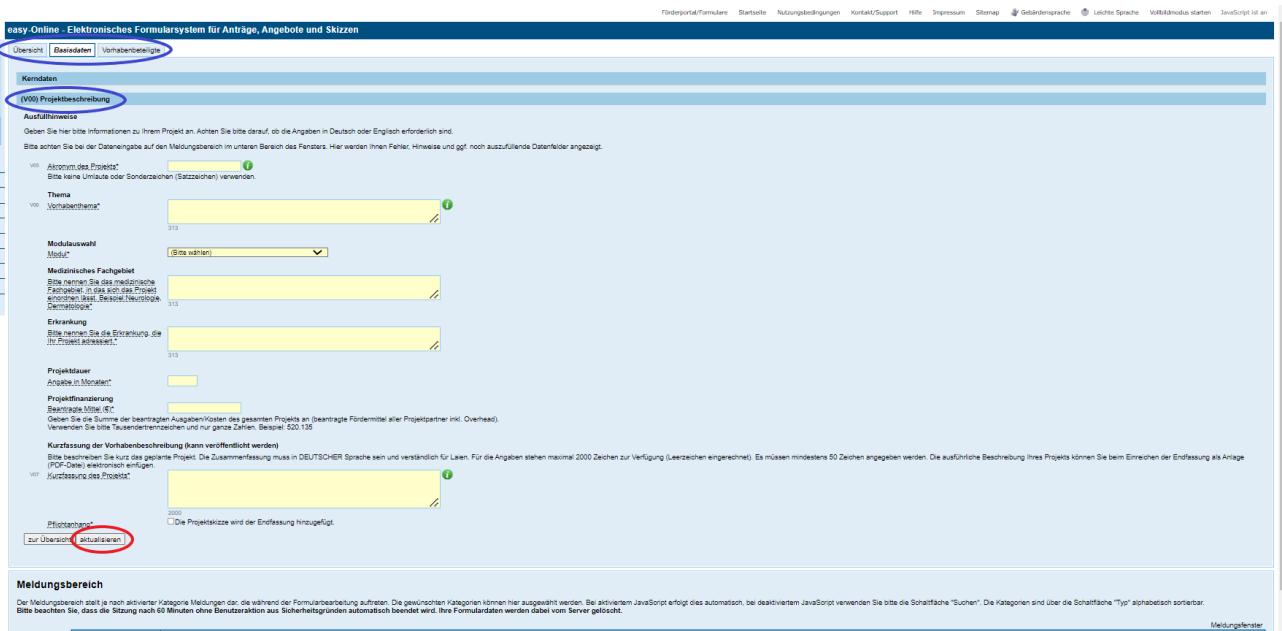 Förderportal/Formulare Startseite Nutzungsbedingungen Kontakt/Support Hilfe Impressum Sitemap Gebärdensprache Leichte Sprache Vollbildmodus starten JavaScript ist an
easy-Online - Elektronisches Formularsystem für Anträge, Angebote und Skizzen
Übersicht Basisdaten Vorhabenbeteiligte
Kerndaten
(V00) Projektbeschreibung
Ausfüllhinweise
Geben Sie hier bitte Informationen zu Ihrem Projekt an. Achten Sie bitte darauf, ob die Angaben in Deutsch oder Englisch erforderlich sind.
Bitte achten Sie bei der Dateneingabe auf den Meldungsbereich im unteren Bereich des Fensters. Hier werden Ihnen Fehler, Hinweise und ggf. noch auszufüllende Datenfelder angezeigt.
Akronym des Projekts*
Bitte keine Umlaute oder Sonderzeichen (Satzzeichen) verwenden.
Thema
Vorhabenthema*
313
Modulauswahl
Modul* (Bitte wählen)
Medizinisches Fachgebiet
Bitte nennen Sie das medizinische
Fachgebiet, in das sich das Projekt
einordnen lässt. Beispiel:Neurologie,
Dermatologie*
313
Erkrankung
Bitte nennen Sie die Erkrankung, die
Ihr Projekt adressiert.*
313
Projektdauer
Angabe in Monaten*
Projektfinanzierung
Beantragte Mittel (€)*
Geben Sie die Summe der beantragten Ausgaben/Kosten des gesamten Projekts an (beantragte Fördermittel aller Projektpartner inkl. Overhead).
Verwenden Sie bitte Tausendertrennzeichen und nur ganze Zahlen. Beispiel: 520.135
Kurzfassung der Vorhabenbeschreibung (kann veröffentlicht werden)
Bitte beschreiben Sie kurz das geplante Projekt. Die Zusammenfassung muss in DEUTSCHER Sprache sein und verständlich für Laien. Für die Angaben stehen maximal 2000 Zeichen zur Verfügung (Leerzeichen eingerechnet). Es müssen mindestens 50 Zeichen angegeben werden. Die ausführliche Beschreibung Ihres Projekts können Sie beim Einreichen der Endfassung als Anlage
(PDF-Datei) elektronisch einfügen.
V07 Kurzfassung des Projekts*
2000
Pflichtanhang* Die Projektskizze wird der Endfassung hinzugefügt.
zur Übersicht aktualisieren
Meldungsbereich
Der Meldungsbereich stellt je nach aktivierter Kategorie Meldungen dar, die während der Formularbearbeitung auftreten. Die gewünschten Kategorien können hier ausgewählt werden. Bei aktiviertem JavaScript erfolgt dies automatisch, bei deaktiviertem JavaScript verwenden Sie bitte die Schaltfläche "Suchen". Die Kategorien sind über die Schaltfläche "Typ" alphabetisch sortierbar.
Bitte beachten Sie, dass die Sitzung nach 60 Minuten ohne Benutzeraktion aus Sicherheitsgründen automatisch beendet wird. Ihre Formulardaten werden dabei vom Server gelöscht.
Meldungsfenster